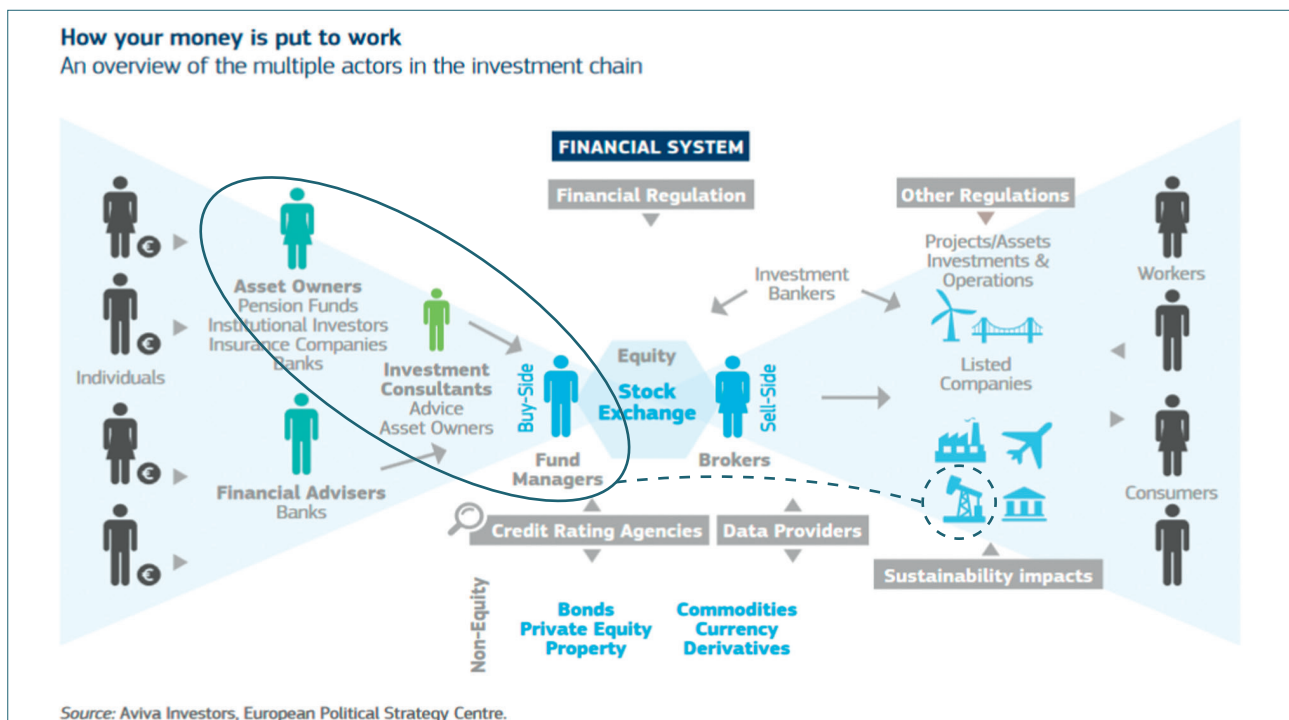 How your money is put to work
An overview of the multiple actors in the investment chain
FINANCIAL SYSTEM
Financial Regulation
Other Regulations
Projects/Assets
Investments &
Operations
Investment
Bankers
Workers
Asset Owners
Pension Funds
Institutional Investors
Insurance Companies
Banks
Individuals
Investment
Consultants
Advice
Asset Owners
Buy-Side
Equity
Stock
Exchange
Sell-Side
Listed
Companies
Fund
Managers
Brokers
Financial Advisers
Banks
Consumers
Credit Rating Agencies
Data Providers
Sustainability impacts
Non-Equity
Bonds
Private Equity
Property
Commodities
Currency
Derivatives
€
€
€
€
Source: Aviva Investors, European Political Strategy Centre.